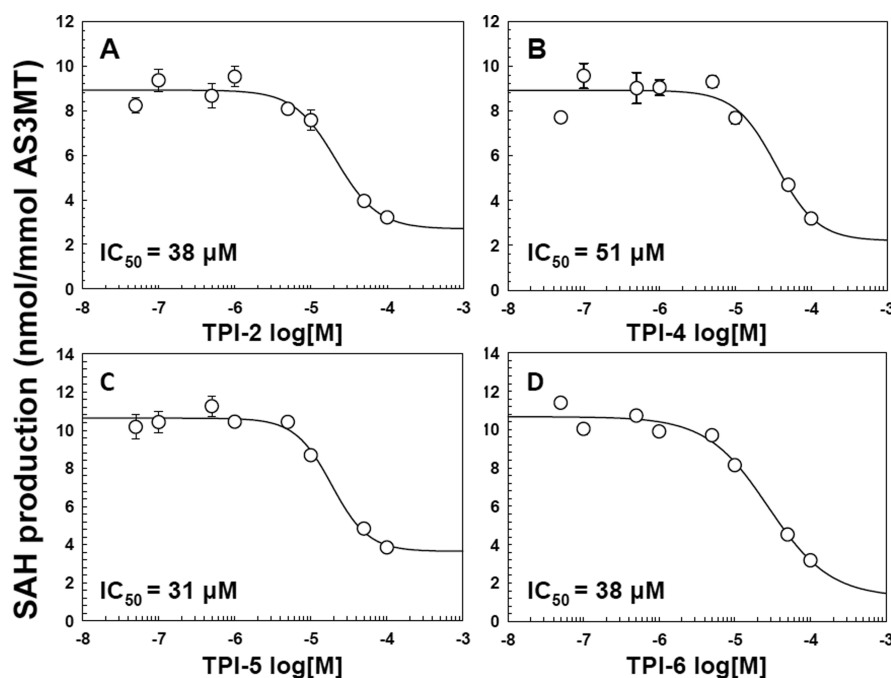 SAH production (nmol/mmol AS3MT)
A
12
10
8
6
4
2
0
IC50 = 38 µM
-8 -7 -6 -5 -4 -3
TPI-2 log[M]
B
12
10
8
6
4
2
0
IC50 = 51 µM
-8 -7 -6 -5 -4 -3
TPI-4 log[M]
C
14
12
10
8
6
4
2
0
IC50 = 31 µM
-8 -7 -6 -5 -4 -3
TPI-5 log[M]
D
14
12
10
8
6
4
2
0
IC50 = 38 µM
-8 -7 -6 -5 -4 -3
TPI-6 log[M]